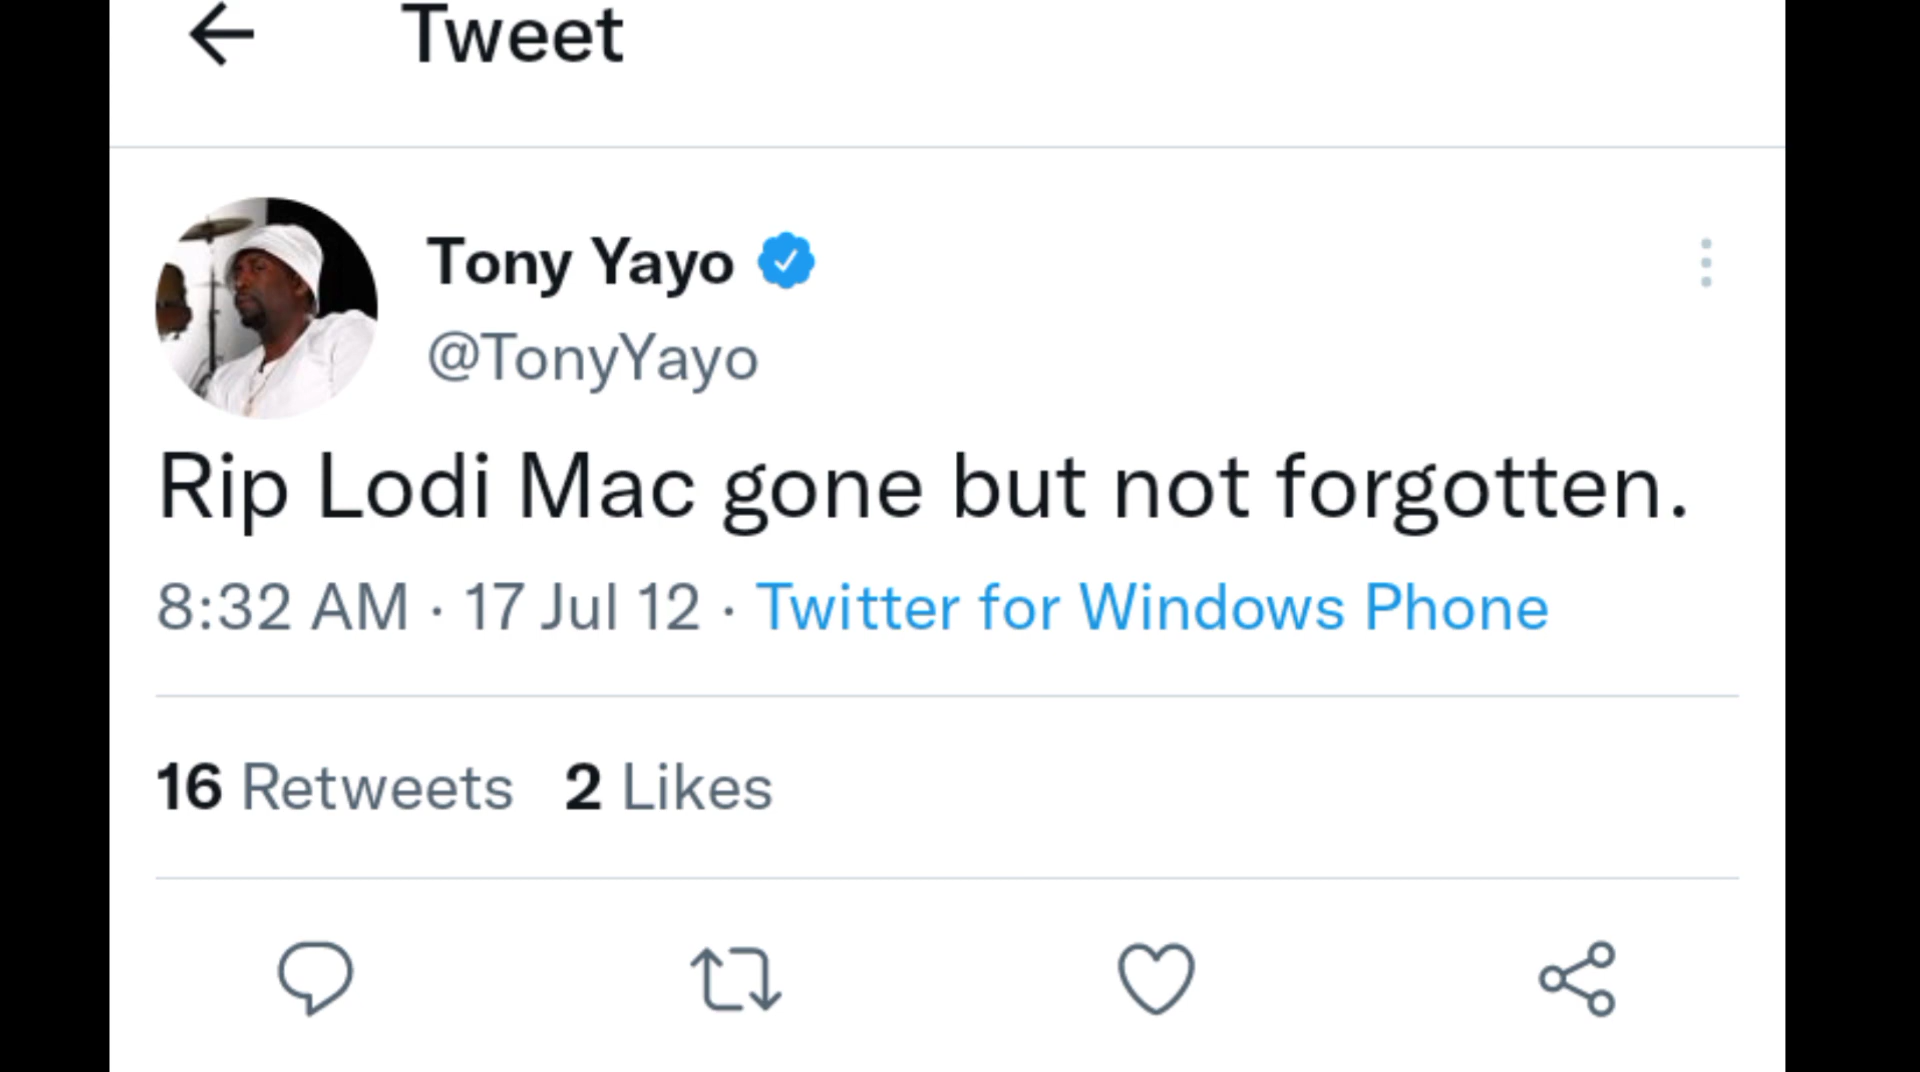 Tweet
Tony Yayo
@TonyYayo
Rip Lodi Mac gone but not forgotten.
8:32 AM · 17 Jul 12 · Twitter for Windows Phone
16 Retweets 2 Likes